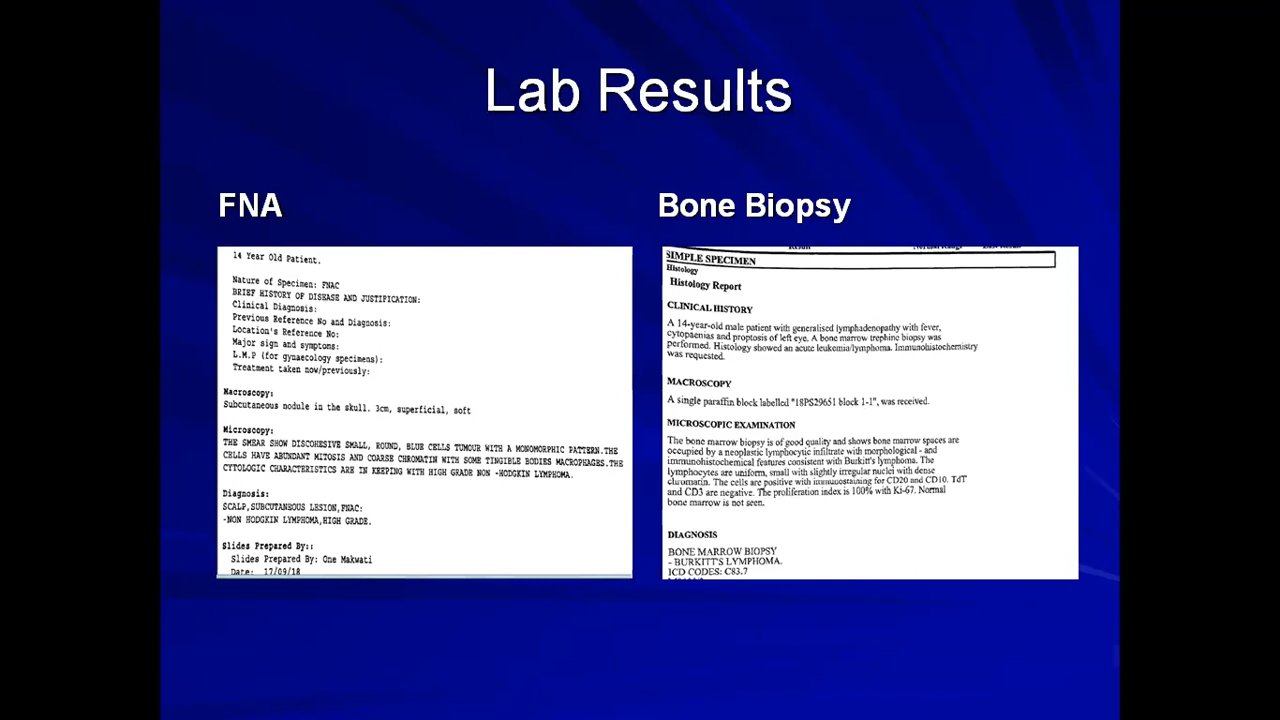 Lab Results
FNA
14 Year Old Patient.
Nature of Specimen: FNAC
BRIEF HISTORY OF DISEASE AND JUSTIFICATION:
Clinical Diagnosis:
Previous Reference No and Diagnosis:
Location's Reference No:
Major sign and symptoms:
L.M.P (for gynaecology specimens):
Treatment taken now/previously:
Macroscopy:
Subcutaneous nodule in the skull. 3cm, superficial, soft
Microscopy:
THE SMEAR SHOW DISCOHESIVE SMALL, ROUND, BLUE CELLS TUMOUR WITH A MONOMORPHIC PATTERN.THE
CELLS HAVE ABUNDANT MITOSIS AND COARSE CHROMATIN WITH SOME TINGIBLE BODIES MACROPHAGES.THE
CYTOLOGIC CHARACTERISTICS ARE IN KEEPING WITH HIGH GRADE NON -HODGKIN LYMPHOMA.
Diagnosis:
SCALP,SUBCUTANEOUS LESION,FNAC:
-NON HODGKIN LYMPHOMA,HIGH GRADE.
Slides Prepared By::
Slides Prepared By: One Makwati
Date: 17/09/18
Bone Biopsy
SIMPLE SPECIMEN
Histology
Histology Report
CLINICAL HISTORY
A 14-year-old male patient with generalised lymphadenopathy with fever,
cytopaenias and proptosis of left eye. A bone marrow trephine biopsy was
performed. Histology showed an acute leukemia/lymphoma. Immunohistochemistry
was requested.
MACROSCOPY
A single paraffin block labelled "18PS29651 block 1-1", was received.
MICROSCOPIC EXAMINATION
The bone marrow biopsy is of good quality and shows bone marrow spaces are
occupied by a neoplastic lymphocytic infiltrate with morphological - and
immunohistochemical features consistent with Burkitt's lymphoma. The
lymphocytes are uniform, small with slightly irregular nuclei with dense
chromatin. The cells are positive with immunostaining for CD20 and CD10. TdT
and CD3 are negative. The proliferation index is 100% with Ki-67. Normal
bone marrow is not seen.
DIAGNOSIS
BONE MARROW BIOPSY
- BURKITT'S LYMPHOMA.
ICD CODES: C83.7